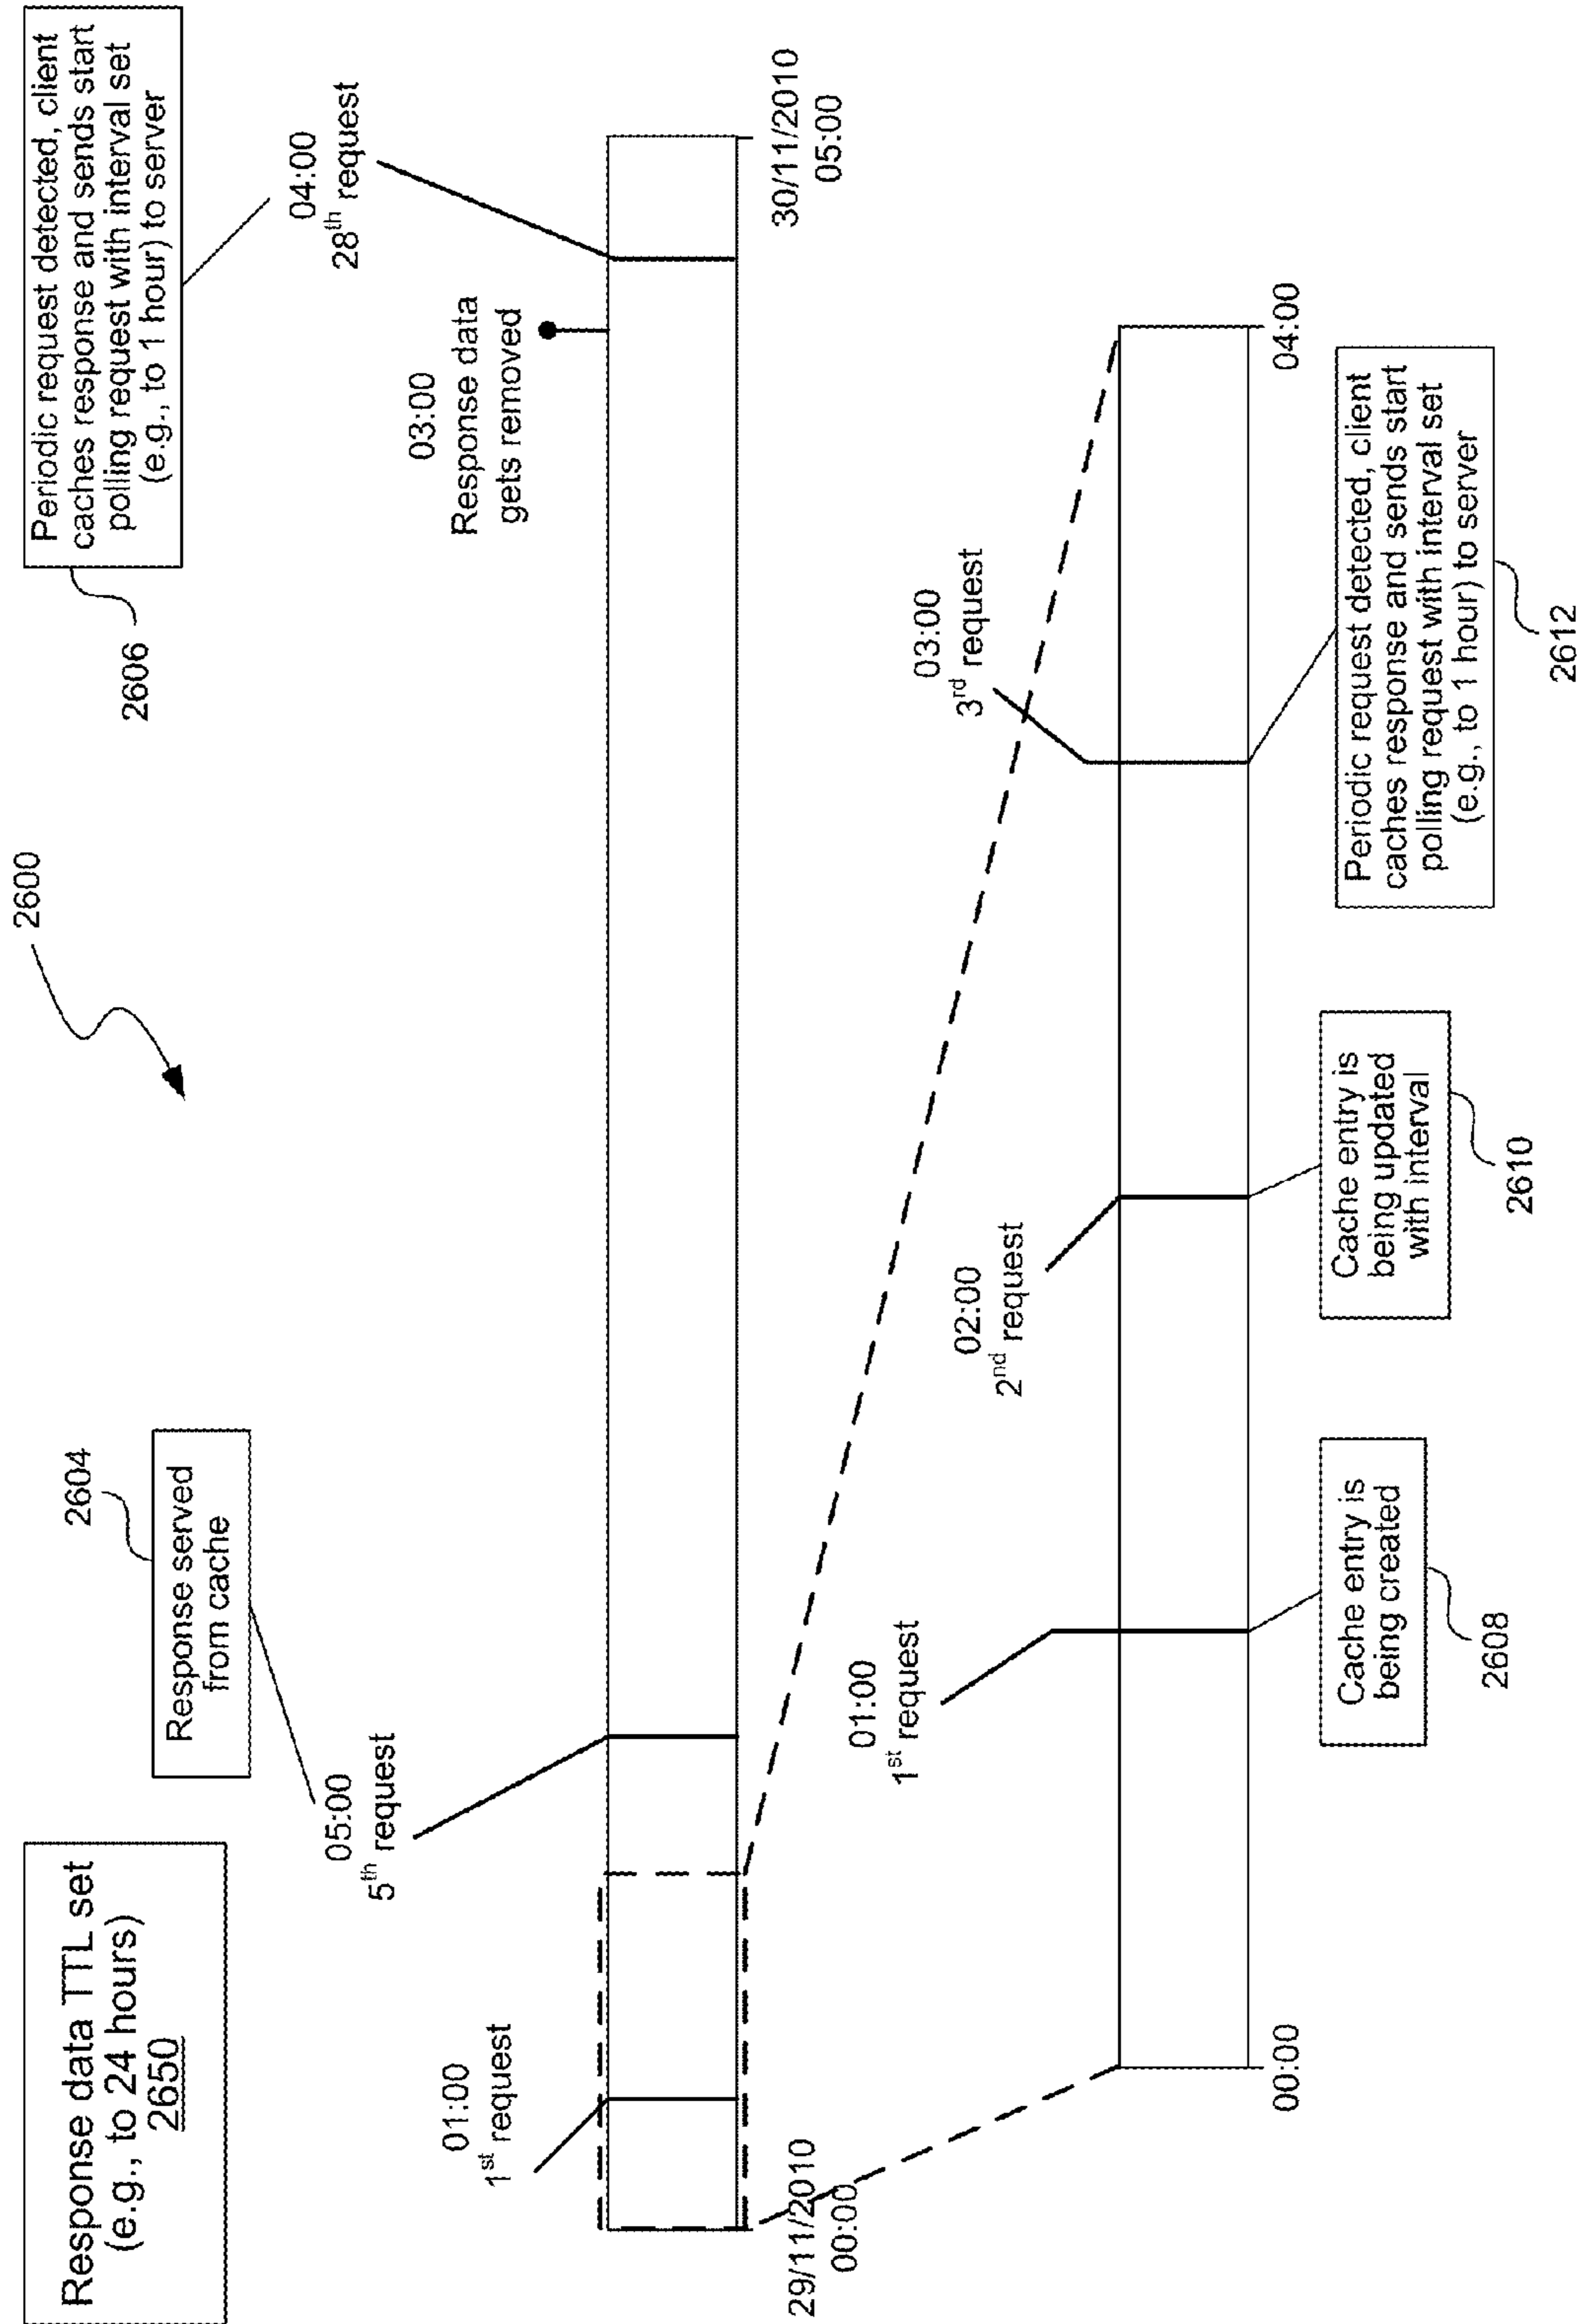 2600
Response data TTL set
(e.g., to 24 hours)
2650
2604
Response served
from cache
2606
Periodic request detected, client
caches response and sends start
polling request with interval set
(e.g., to 1 hour) to server
01:00
1st request
05:00
5th request
03:00
Response data
gets removed
04:00
28th request
29/11/2010
00:00
30/11/2010
05:00
01:00
1st request
02:00
2nd request
03:00
3rd request
00:00
04:00
Cache entry is
being created
2608
Cache entry is
being updated
with interval
2610
Periodic request detected, client
caches response and sends start
polling request with interval set
(e.g., to 1 hour) to server
2612